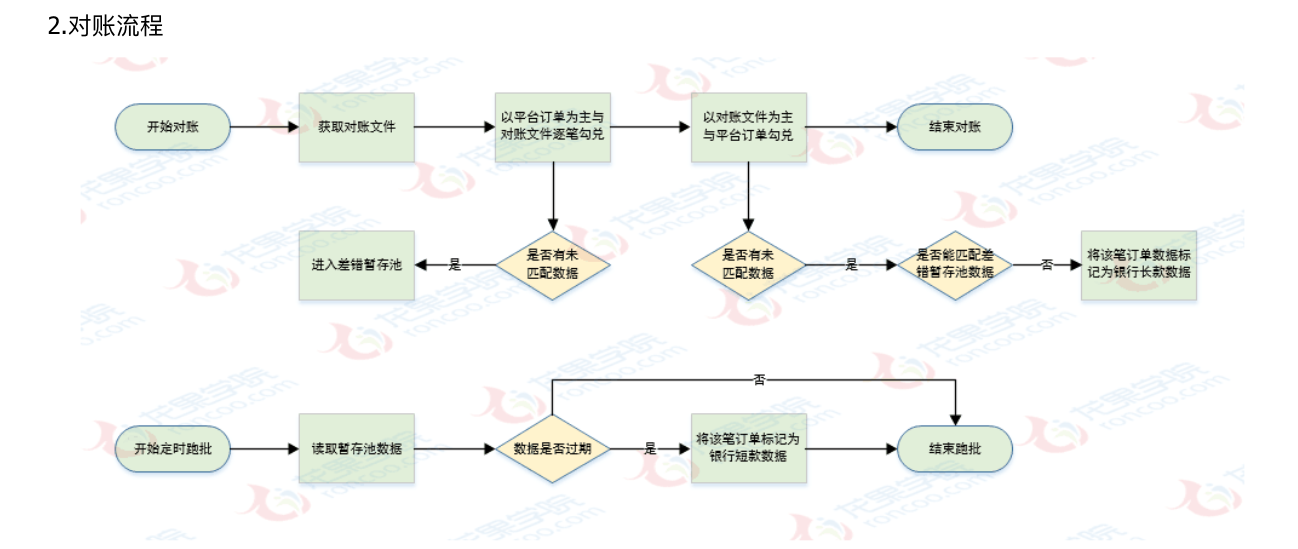 2.对账流程
开始对账
获取对账文件
以平台订单为主与
对账文件逐笔勾兑
以对账文件为主
与平台订单勾兑
结束对账
进入差错暂存池
是
是否有未
匹配数据
是否有未
匹配数据
是
是否能匹配差
错暂存池数据
否
将该笔订单数据标
记为银行长款数据
否
开始定时跑批
读取暂存池数据
数据是否过期
是
将该笔订单标记为
银行短款数据
结束跑批
龙果学院
roncoo.com